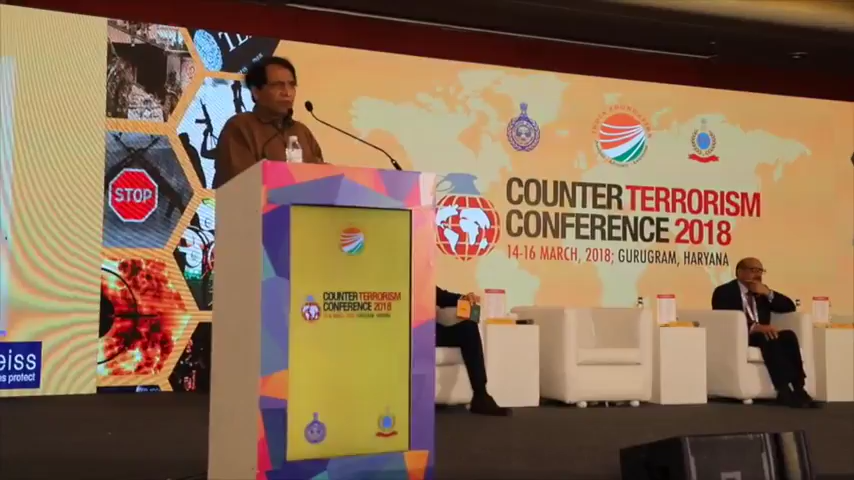 STOP
COUNTER TERRORISM
CONFERENCE 2018
14-16 MARCH, 2018; GURUGRAM, HARYANA
COUNTER TERRORISM
CONFERENCE 2018
eiss
s protect